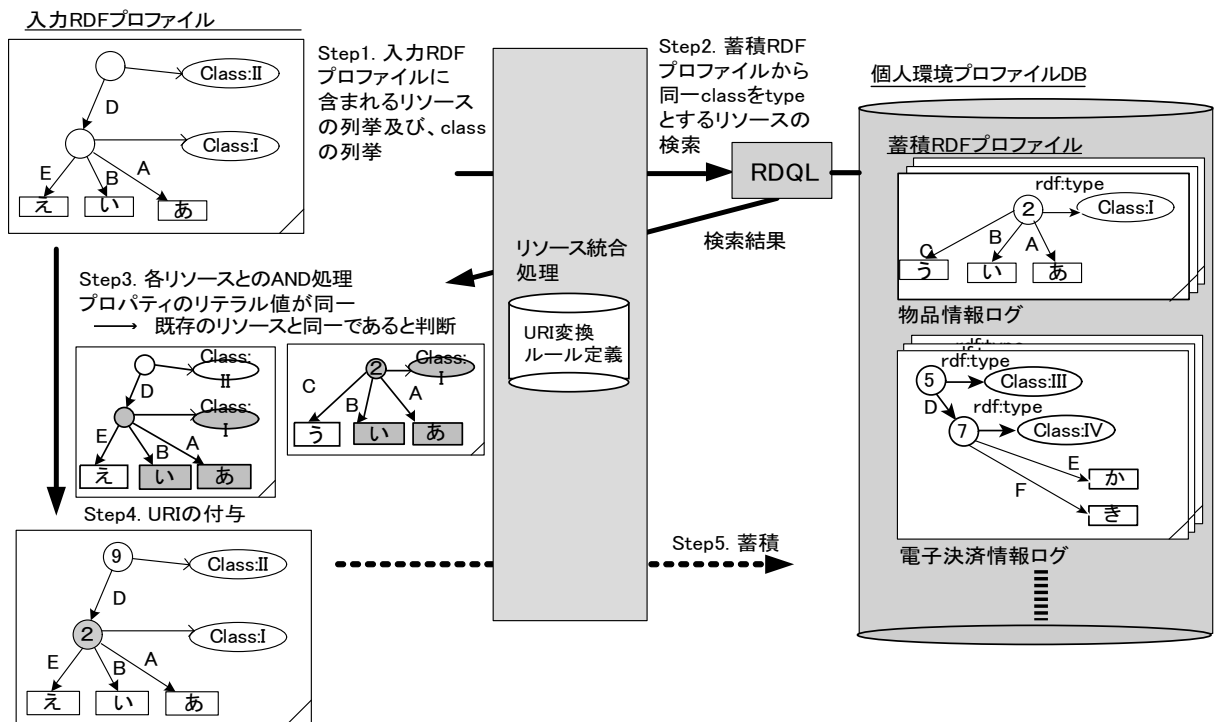 入力RDFプロファイル
Class:II
D
Class:I
E
B
A
え
い
あ
Step1. 入力RDF
プロファイルに
含まれるリソース
の列挙及び、class
の列挙
Step2. 蓄積RDF
プロファイルから
同一classをtype
とするリソースの
検索
RDQL
検索結果
リソース統合
処理
URI変換
ルール定義
個人環境プロファイルDB
蓄積RDFプロファイル
rdf:type
2
Class:I
C
B
A
う
い
あ
物品情報ログ
rdf:type
5
Class:III
D
rdf:type
7
Class:IV
E
F
か
き
電子決済情報ログ
Step3. 各リソースとのAND処理
プロパティのリテラル値が同一
既存のリソースと同一であると判断
Class:
II
D
Class:
I
E
B
A
え
い
あ
2
Class:
I
C
B
A
う
い
あ
Step4. URIの付与
9
Class:II
D
2
Class:I
E
B
A
え
い
あ
Step5. 蓄積